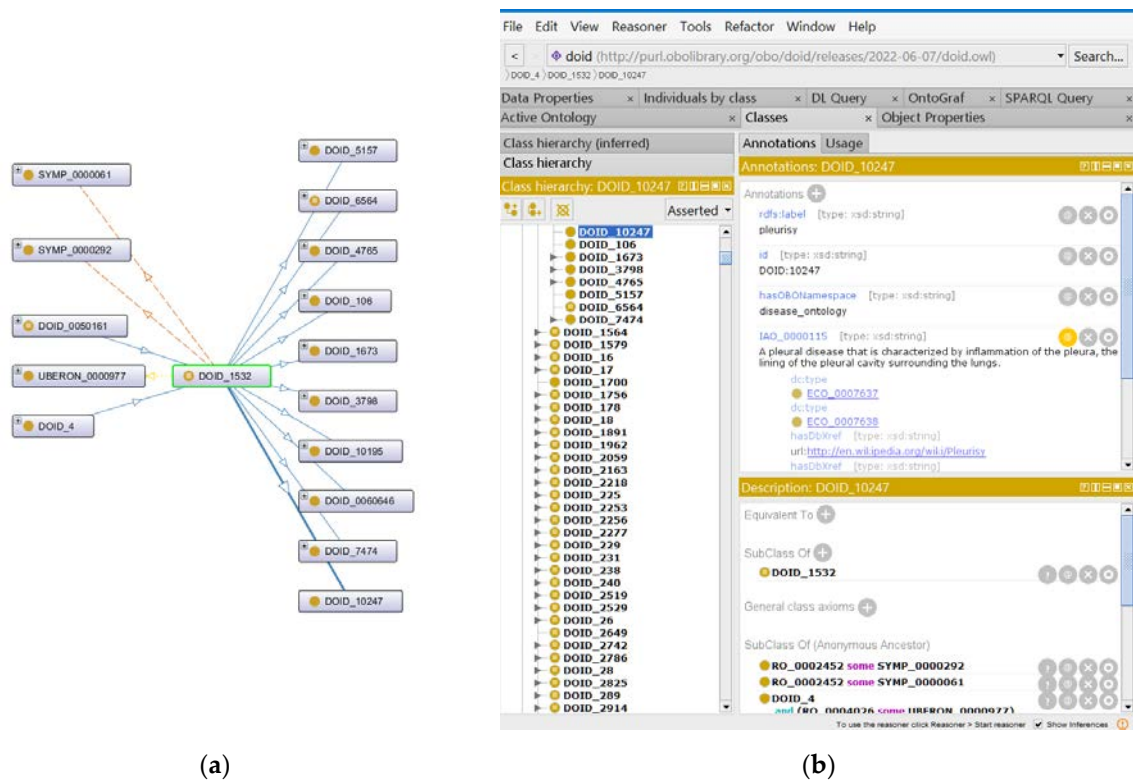 SYMP_0000061
SYMP_0000292
DOID_0050161
UBERON_0000977
DOID_4
DOID_1532
DOID_5157
DOID_6564
DOID_4765
DOID_106
DOID_1673
DOID_3798
DOID_10195
DOID_0060646
DOID_7474
DOID_10247
(a)
File Edit View Reasoner Tools Refactor Window Help
< doid (http://purl.obolibrary.org/obo/doid/releases/2022-06-07/doid.owl) Search...
DOID_4 DOID_1532 DOID_10247
Data Properties × Individuals by class × DL Query × OntoGraf × SPARQL Query ×
Active Ontology × Classes × Object Properties ×
Class hierarchy (inferred)
Class hierarchy
Class hierarchy: DOID_10247
Asserted
DOID_10247
DOID_106
DOID_1673
DOID_3798
DOID_4765
DOID_5157
DOID_6564
DOID_7474
DOID_1564
DOID_1579
DOID_16
DOID_17
DOID_1700
DOID_1756
DOID_178
DOID_18
DOID_1891
DOID_1962
DOID_2059
DOID_2163
DOID_2218
DOID_225
DOID_2253
DOID_2256
DOID_2277
DOID_229
DOID_231
DOID_238
DOID_240
DOID_2519
DOID_2529
DOID_26
DOID_2649
DOID_2742
DOID_2786
DOID_28
DOID_2825
DOID_289
DOID_2914
Annotations Usage
Annotations: DOID_10247
Annotations
rdfs:label [type: xsd:string]
pleurisy
id [type: xsd:string]
DOID:10247
hasOBONamespace [type: xsd:string]
disease_ontology
IAO_0000115 [type: xsd:string]
A pleural disease that is characterized by inflammation of the pleura, the
lining of the pleural cavity surrounding the lungs.
dc:type
ECO_0007637
dc:type
ECO_0007638
hasDbXref [type: xsd:string]
url:http://en.wikipedia.org/wiki/Pleurisy
hasDbXref [type: xsd:string]
Description: DOID_10247
Equivalent To
SubClass Of
DOID_1532
General class axioms
SubClass Of (Anonymous Ancestor)
RO_0002452 some SYMP_0000292
RO_0002452 some SYMP_0000061
DOID_4
and (RO_0004026 some UBERON_0000977)
To use the reasoner click Reasoner > Start reasoner Show Inferences
(b)